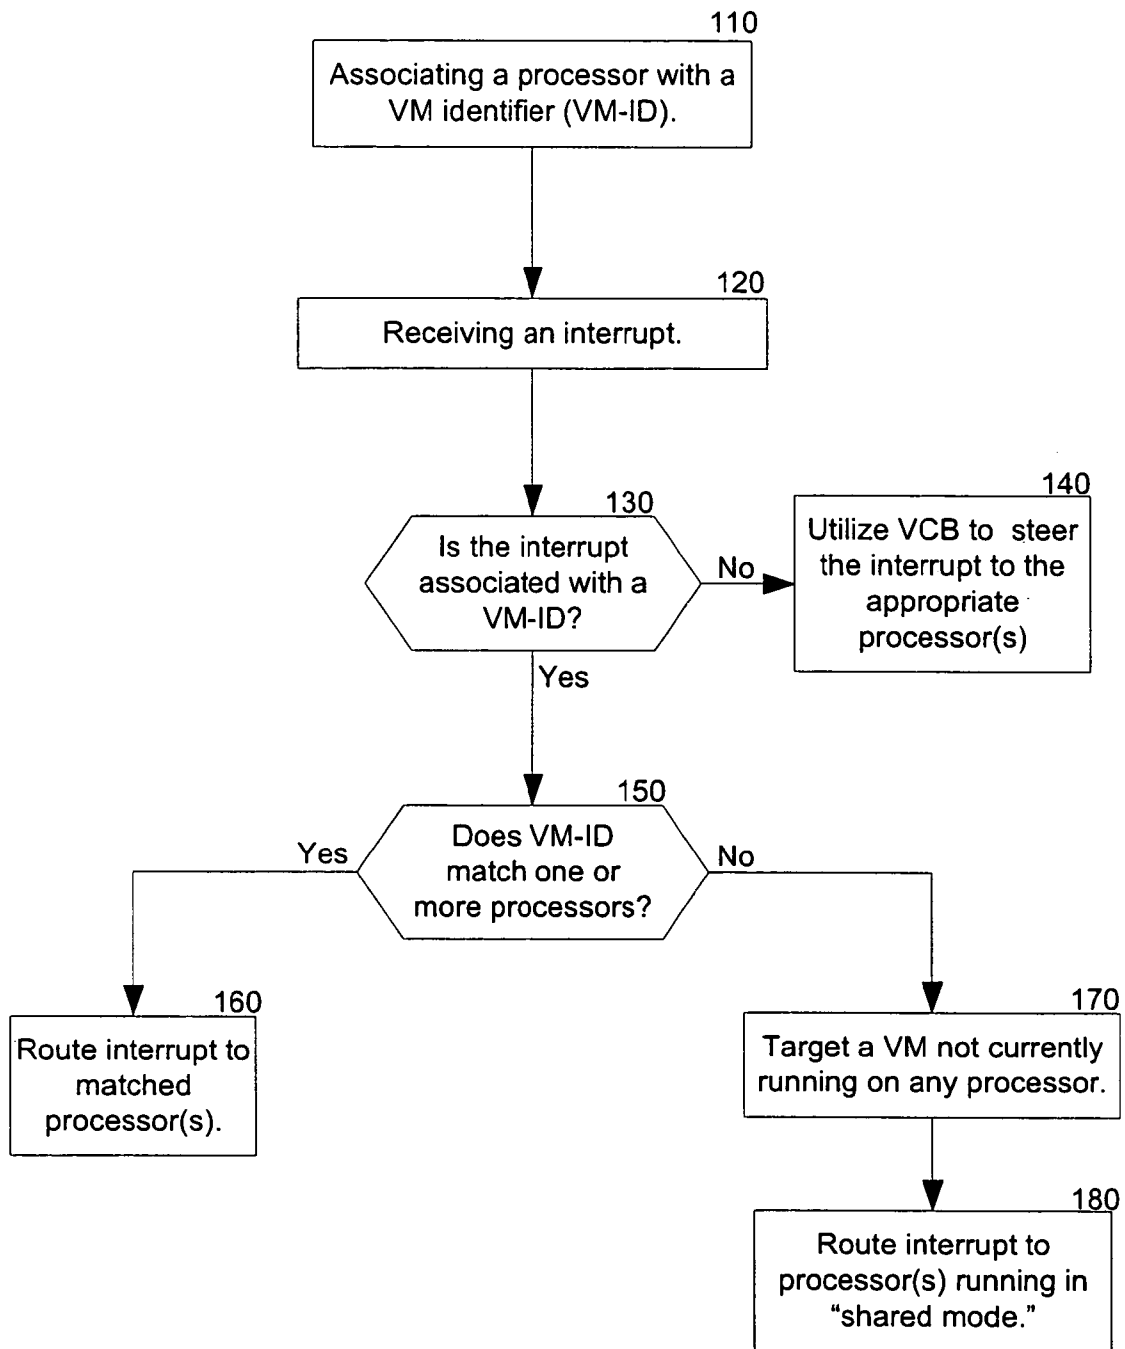 110
Associating a processor with a
VM identifier (VM-ID).
120
Receiving an interrupt.
130
Is the interrupt
associated with a
VM-ID?
No
140
Utilize VCB to steer
the interrupt to the
appropriate
processor(s)
Yes
150
Does VM-ID
match one or
more processors?
Yes
No
160
Route interrupt to
matched
processor(s).
170
Target a VM not currently
running on any processor.
180
Route interrupt to
processor(s) running in
“shared mode.”